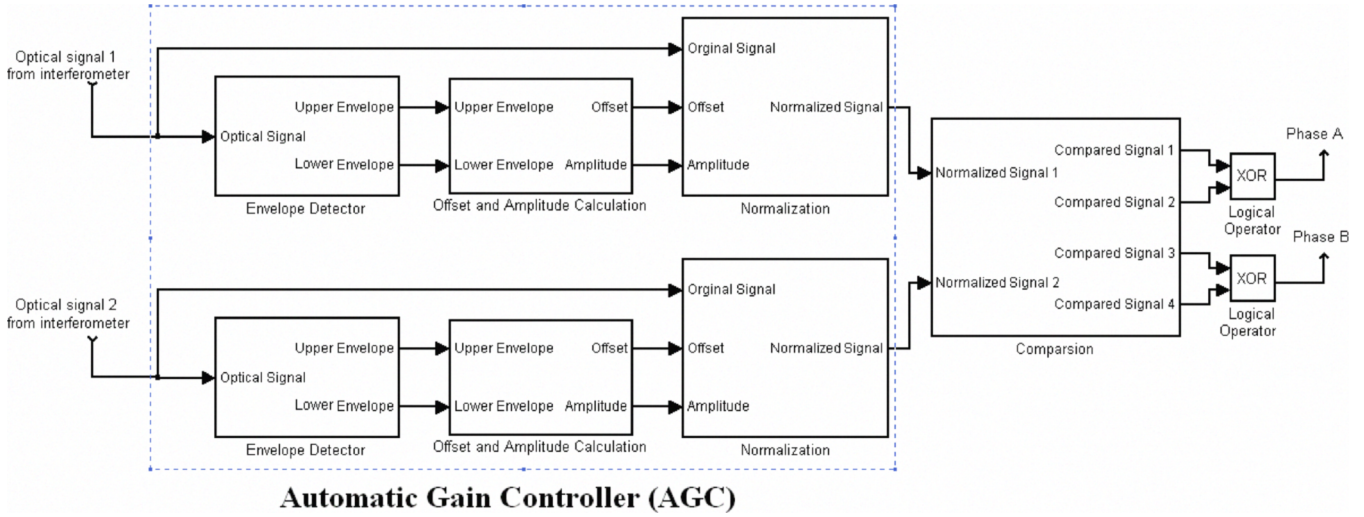 Optical signal 1
from interferometer
Orginal Signal
Upper Envelope
Optical Signal
Lower Envelope
Envelope Detector
Upper Envelope
Offset
Lower Envelope
Amplitude
Offset and Amplitude Calculation
Offset
Normalized Signal
Amplitude
Normalization
Optical signal 2
from interferometer
Orginal Signal
Upper Envelope
Optical Signal
Lower Envelope
Envelope Detector
Upper Envelope
Offset
Lower Envelope
Amplitude
Offset and Amplitude Calculation
Offset
Normalized Signal
Amplitude
Normalization
Normalized Signal 1
Normalized Signal 2
Compared Signal 1
Compared Signal 2
Compared Signal 3
Compared Signal 4
Comparsion
XOR
Logical
Operator
Phase A
XOR
Logical
Operator
Phase B
Automatic Gain Controller (AGC)